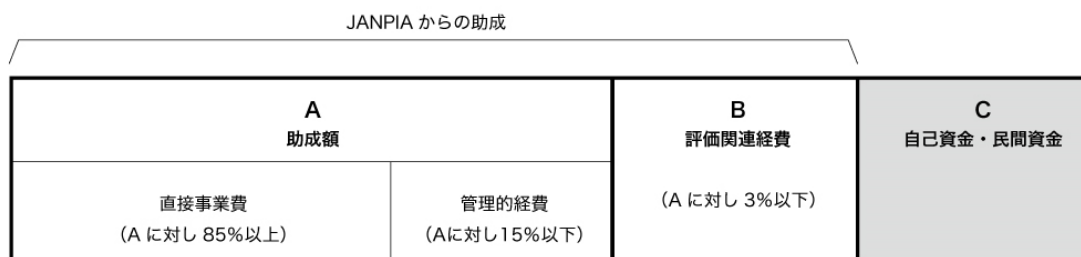 JANPIA からの助成
A
助成額
直接事業費
（A に対し 85%以上）
管理的経費
（Aに対し15%以下）
B
評価関連経費
（A に対し 3%以下）
C
自己資金・民間資金